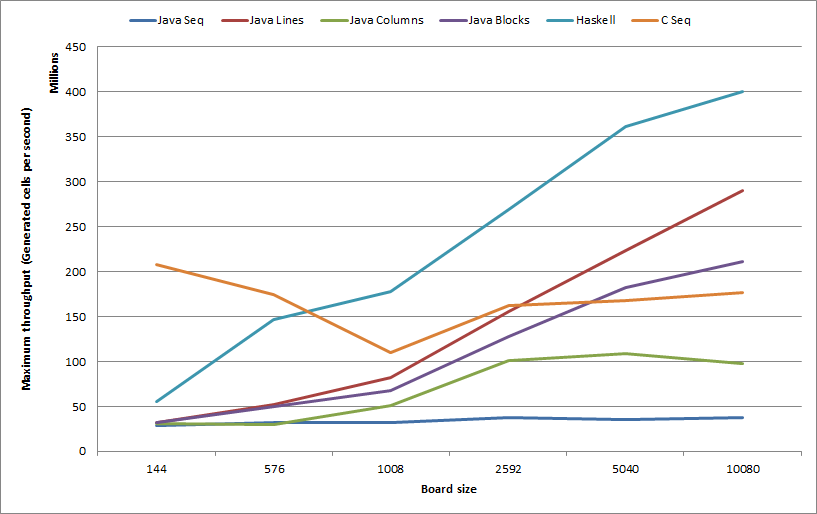 Java Seq Java Lines Java Columns Java Blocks Haskell C Seq
Maximum throughput (Generated cells per second)
Millions
450
400
350
300
250
200
150
100
50
0
144 576 1008 2592 5040 10080
Board size